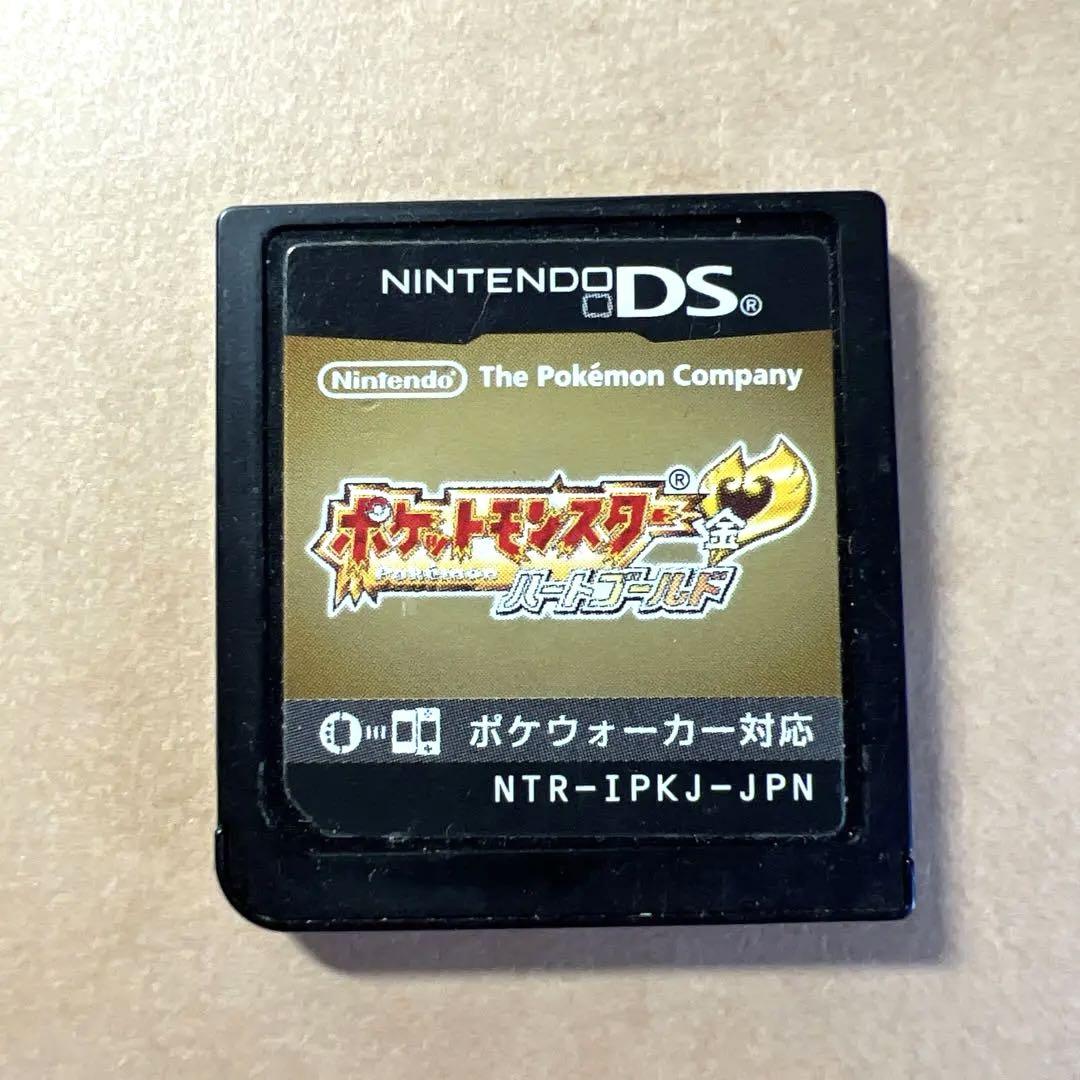 NINTENDO DS®
Nintendo® The Pokémon Company
ポケットモンスター®
POKÉMON
金
ハートゴールド
ポケウォーカー対応
NTR-IPKJ-JPN